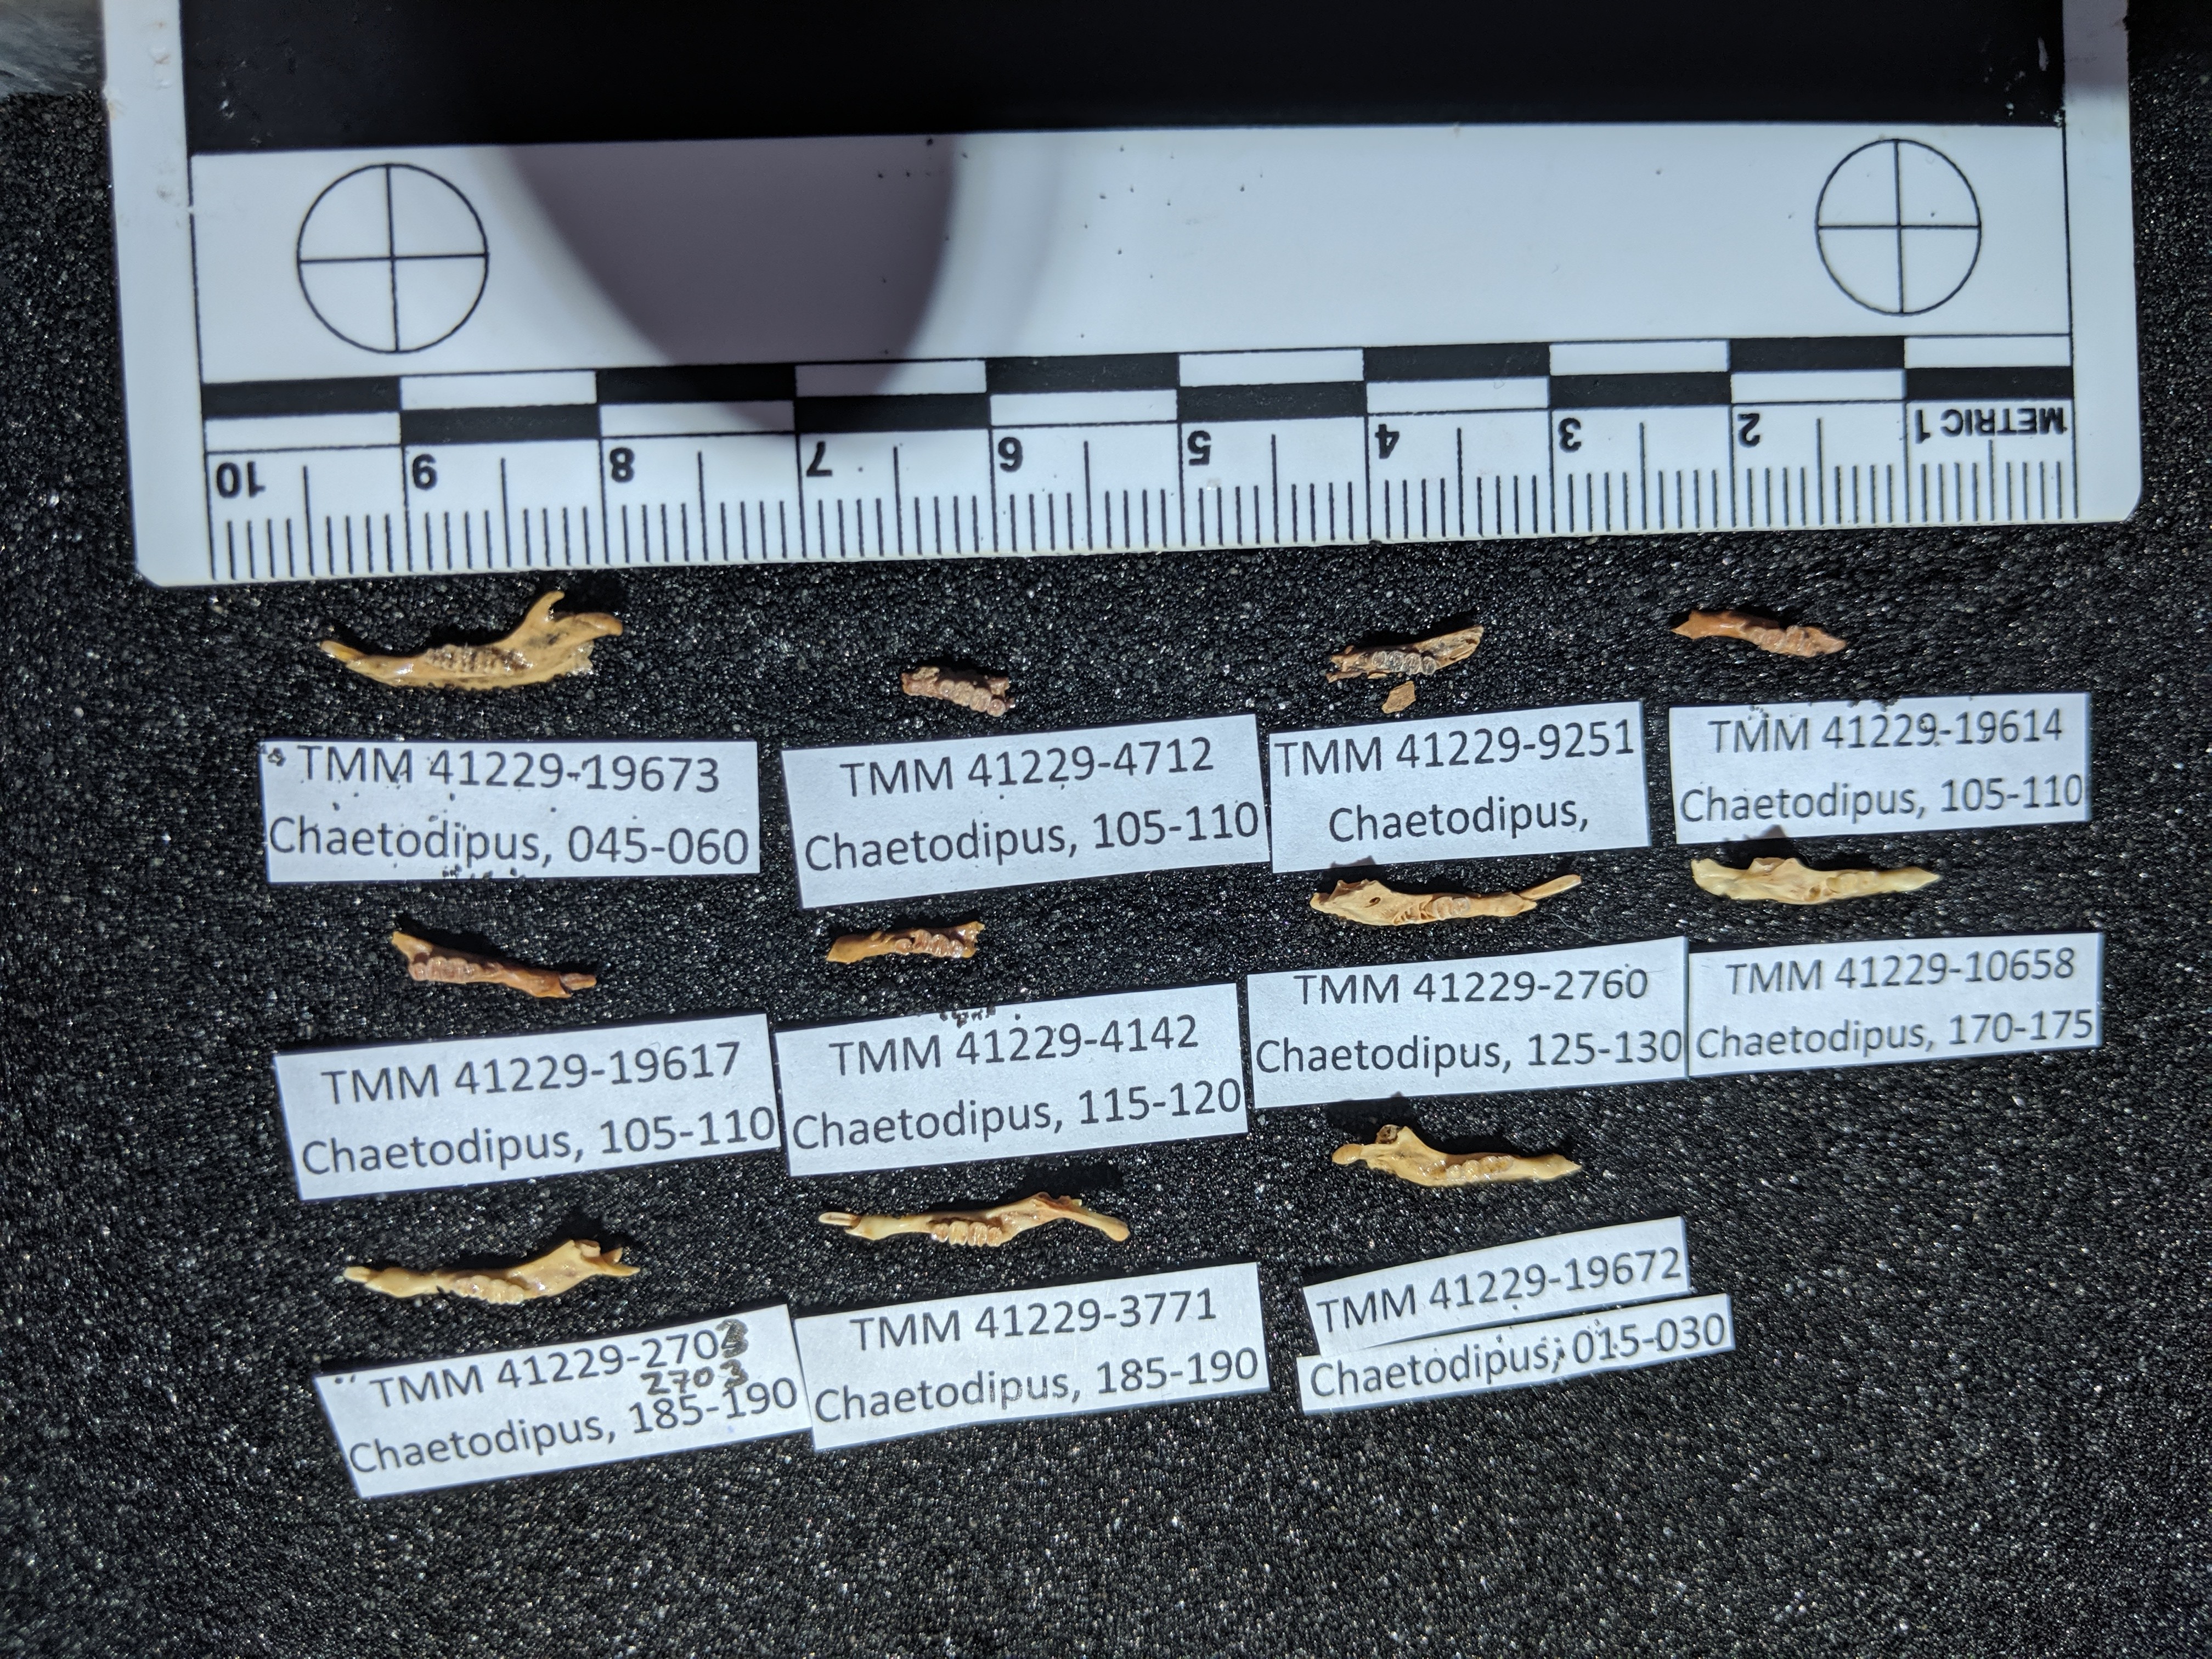 METRIC 1 2 3 4 5 6 7 8 9 10
TMM 41229-19673
Chaetodipus, 045-060
TMM 41229-4712
Chaetodipus, 105-110
TMM 41229-9251
Chaetodipus,
TMM 41229-19614
Chaetodipus, 105-110
TMM 41229-19617
Chaetodipus, 105-110
TMM 41229-4142
Chaetodipus, 115-120
TMM 41229-2760
Chaetodipus, 125-130
TMM 41229-10658
Chaetodipus, 170-175
TMM 41229-2703
2703
Chaetodipus, 185-190
TMM 41229-3771
Chaetodipus, 185-190
TMM 41229-19672
Chaetodipus, 015-030